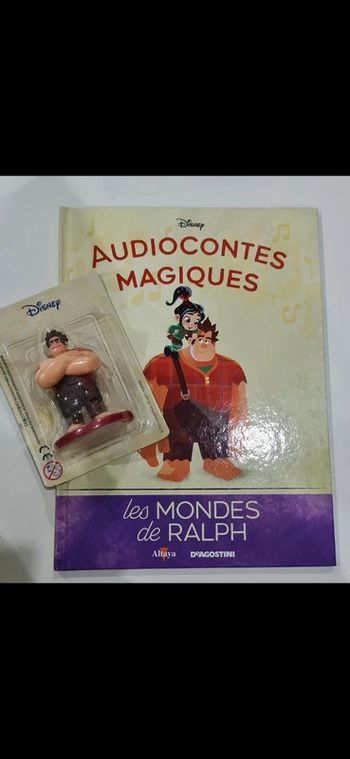 Disney
AUDIOCONTES
MAGIQUES
Disney
les MONDES
de RALPH
Altaya
DeAGOSTINI